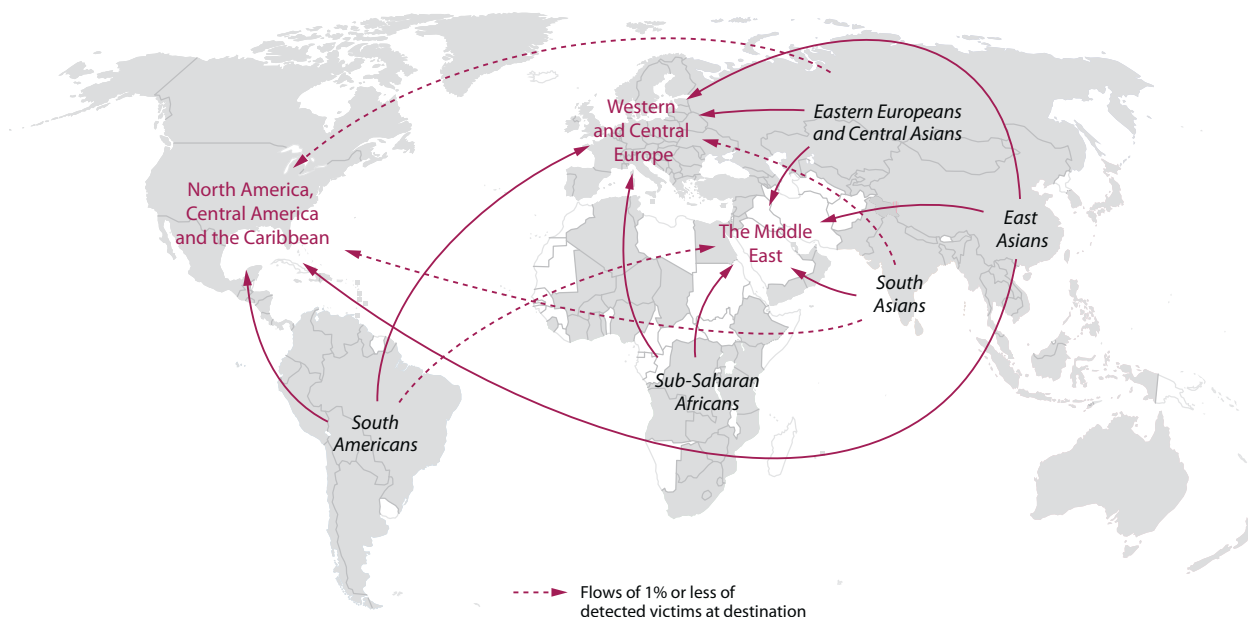 Western
and Central
Europe
Eastern Europeans
and Central Asians
North America,
Central America
and the Caribbean
The Middle
East
East
Asians
South
Asians
Sub-Saharan
Africans
South
Americans
Flows of 1% or less of
detected victims at destination